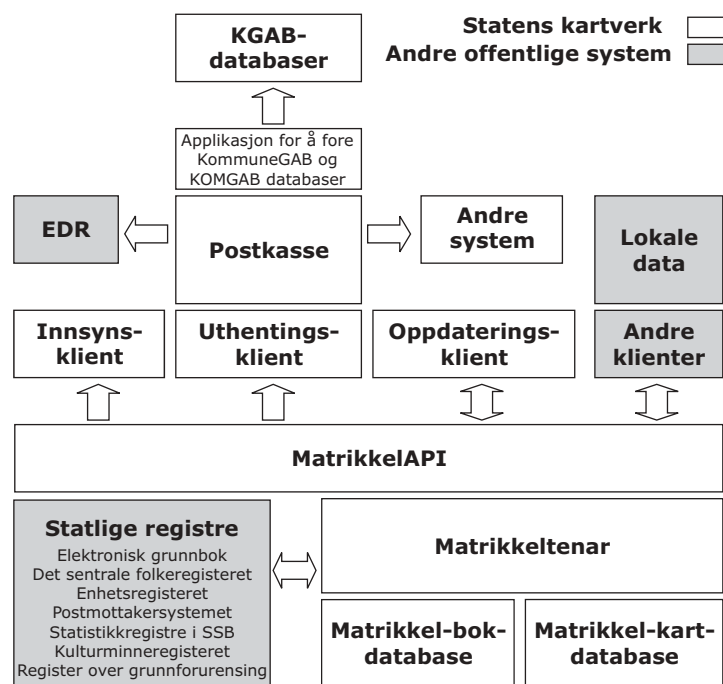 KGAB-
databaser
Statens kartverk
Andre offentlige system
Applikasjon for å fore
KommuneGAB og
KOMGAB databaser
EDR
Postkasse
Andre
system
Lokale
data
Innsyns-
klient
Uthentings-
klient
Oppdaterings-
klient
Andre
klienter
MatrikkelAPI
Statlige registre
Elektronisk grunnbok
Det sentrale folkeregisteret
Enhetsregisteret
Postmottakersystemet
Statistikkregistre i SSB
Kulturminneregisteret
Register over grunnforurensing
Matrikkeltenar
Matrikkel-bok-
database
Matrikkel-kart-
database